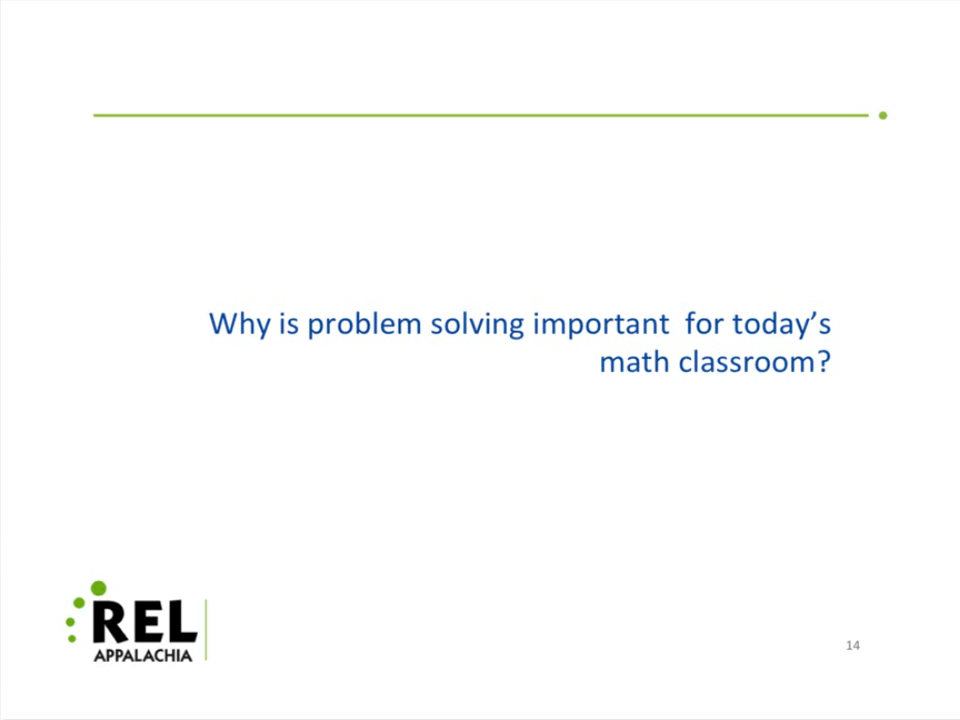 Why is problem solving important  for today’s
math classroom?
REL
APPALACHIA
14